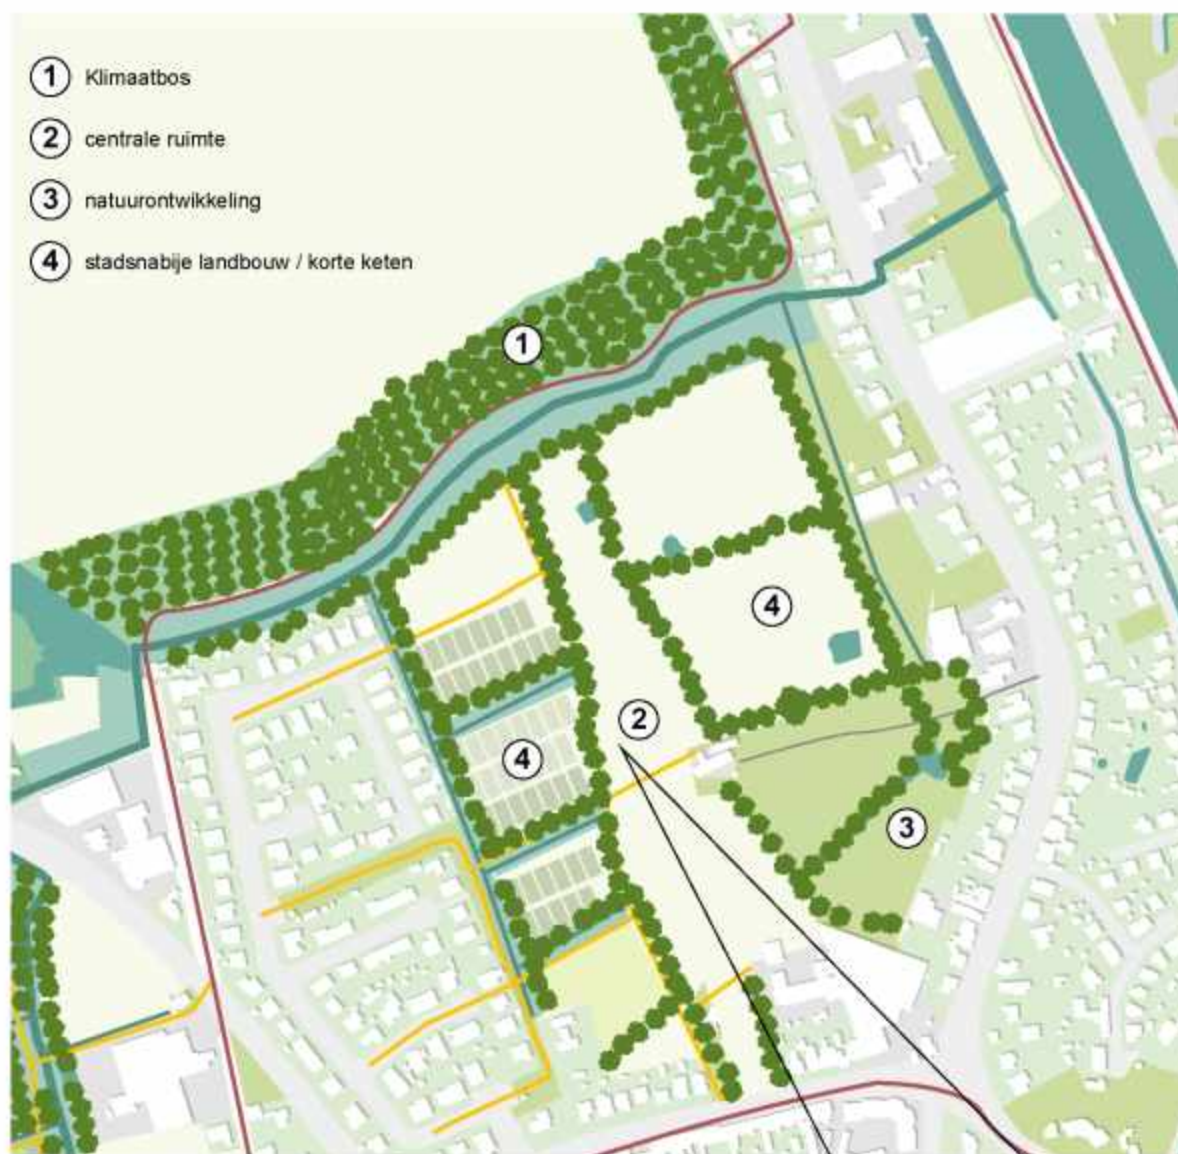 1 Klimaatbos
2 centrale ruimte
3 natuurontwikkeling
4 stadsnabije landbouw / korte keten
1
4
2
4
3